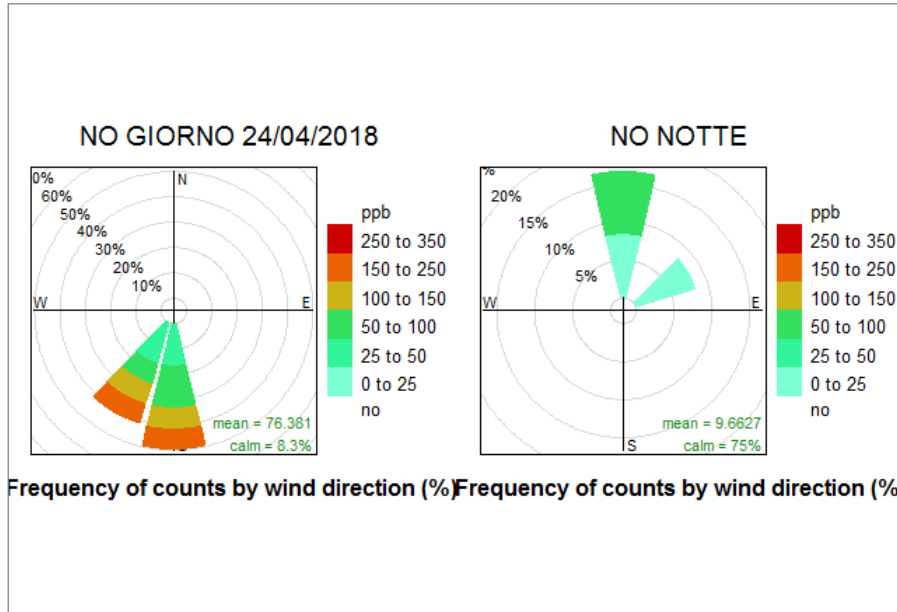 NO GIORNO 24/04/2018
0%
60%
50%
40%
30%
20%
10%
N
W
E
mean = 76.381
calm = 8.3%
ppb
250 to 350
150 to 250
100 to 150
50 to 100
25 to 50
0 to 25
no
Frequency of counts by wind direction (%)
NO NOTTE
%
20%
15%
10%
5%
W
E
S
mean = 9.6627
calm = 75%
ppb
250 to 350
150 to 250
100 to 150
50 to 100
25 to 50
0 to 25
no
Frequency of counts by wind direction (%